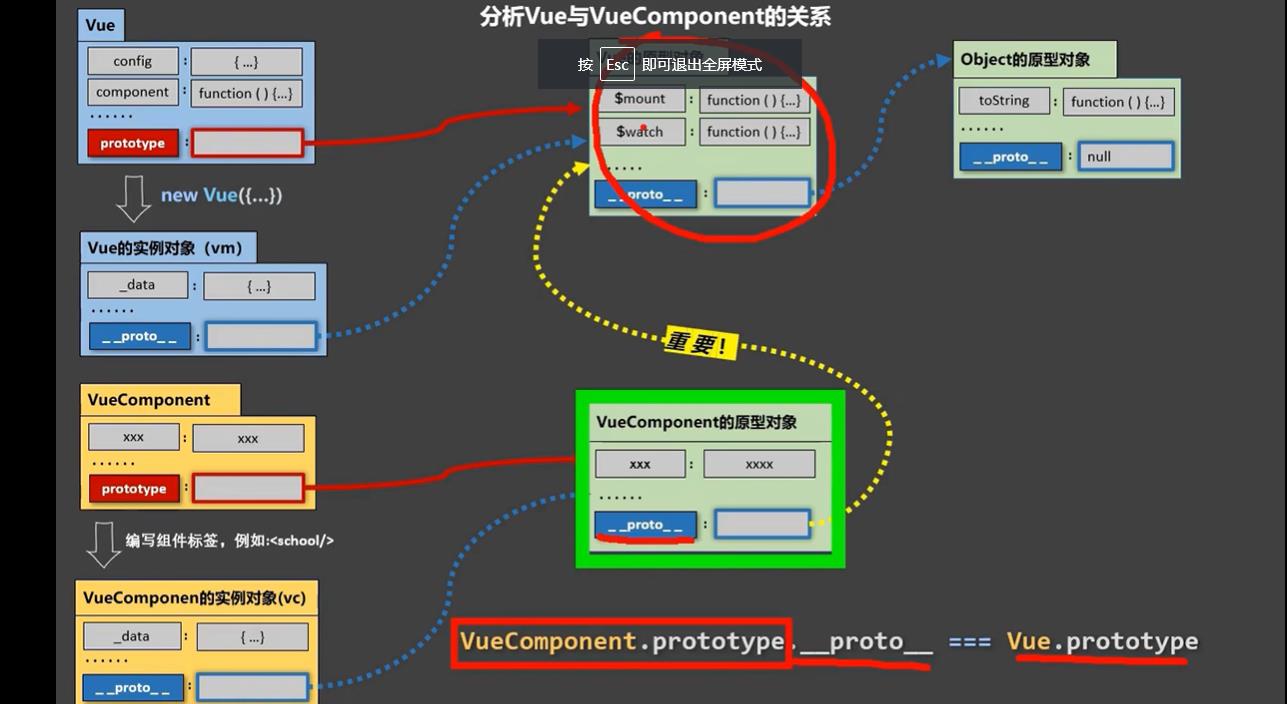 分析Vue与VueComponent的关系
按 Esc 即可退出全屏模式
Vue
config : { ...}
component : function ( ) {...}
......
prototype :
new Vue({...})
Vue的实例对象（vm）
_data : { ...}
......
__proto__ :
VueComponent
xxx : xxx
......
prototype :
编写组件标签，例如:<school/>
VueComponen的实例对象(vc)
_data : { ...}
......
__proto__ :
$mount : function ( ) {...}
$watch : function ( ) {...}
......
__proto__ :
Object的原型对象
toString : function ( ) {...}
......
__proto__ : null
重要！
VueComponent的原型对象
xxx : xxxx
......
__proto__ :
VueComponent.prototype.__proto__ === Vue.prototype